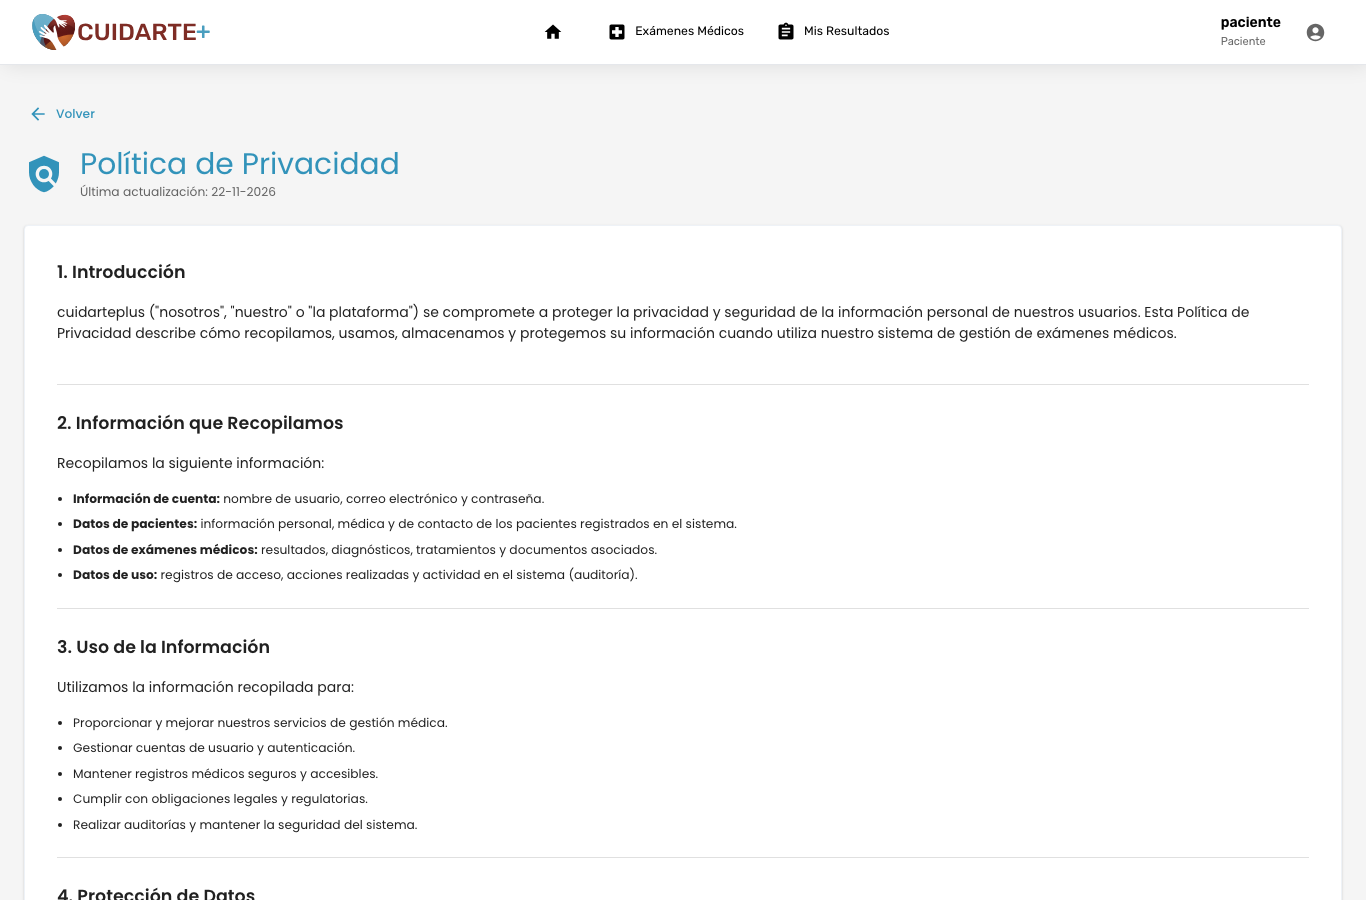 CUIDARTE+
Exámenes Médicos
Mis Resultados
paciente
Paciente
Volver
Política de Privacidad
Última actualización: 22-11-2026
1. Introducción
cuidarteplus ("nosotros", "nuestro" o "la plataforma") se compromete a proteger la privacidad y seguridad de la información personal de nuestros usuarios. Esta Política de
Privacidad describe cómo recopilamos, usamos, almacenamos y protegemos su información cuando utiliza nuestro sistema de gestión de exámenes médicos.
2. Información que Recopilamos
Recopilamos la siguiente información:
• Información de cuenta: nombre de usuario, correo electrónico y contraseña.
• Datos de pacientes: información personal, médica y de contacto de los pacientes registrados en el sistema.
• Datos de exámenes médicos: resultados, diagnósticos, tratamientos y documentos asociados.
• Datos de uso: registros de acceso, acciones realizadas y actividad en el sistema (auditoría).
3. Uso de la Información
Utilizamos la información recopilada para:
• Proporcionar y mejorar nuestros servicios de gestión médica.
• Gestionar cuentas de usuario y autenticación.
• Mantener registros médicos seguros y accesibles.
• Cumplir con obligaciones legales y regulatorias.
• Realizar auditorías y mantener la seguridad del sistema.
4. Protección de Datos